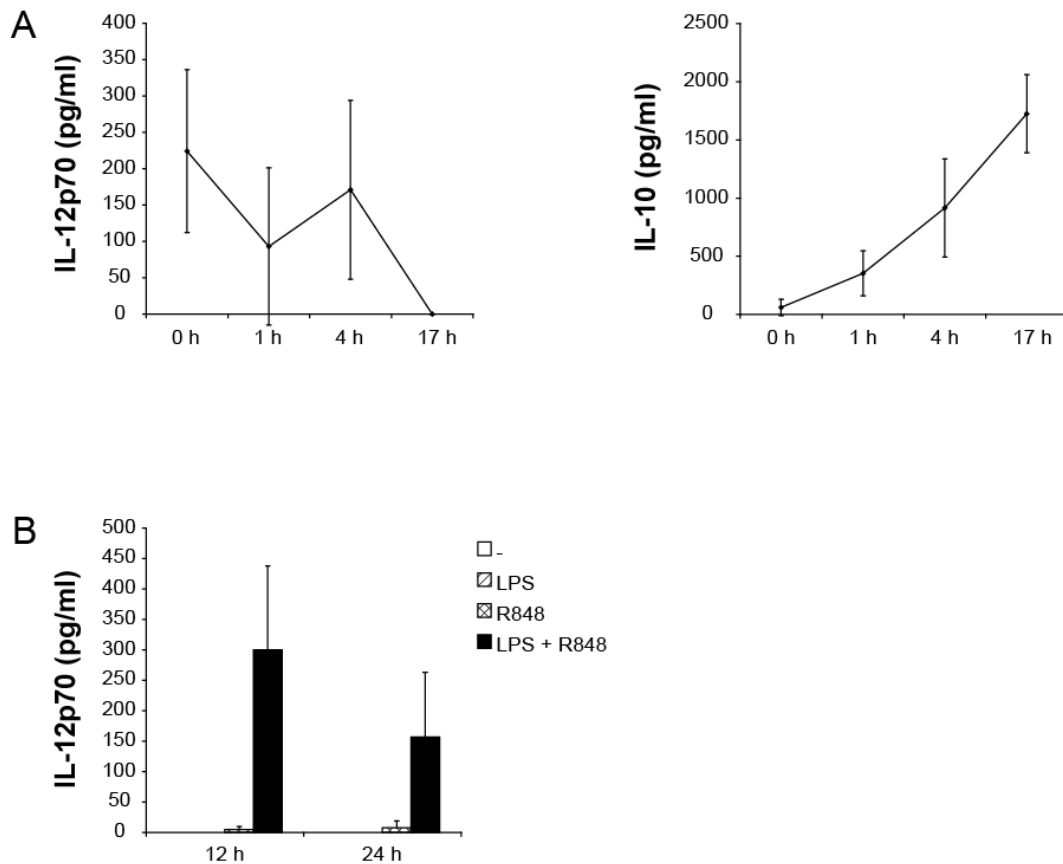 A
IL-12p70 (pg/ml)
400
350
300
250
200
150
100
50
0
0 h 1 h 4 h 17 h
IL-10 (pg/ml)
2500
2000
1500
1000
500
0
0 h 1 h 4 h 17 h
B
IL-12p70 (pg/ml)
500
450
400
350
300
250
200
150
100
50
0
12 h 24 h
-
LPS
R848
LPS + R848